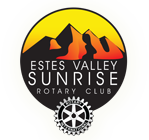 ESTES VALLEY
SUNRISE
ROTARY CLUB